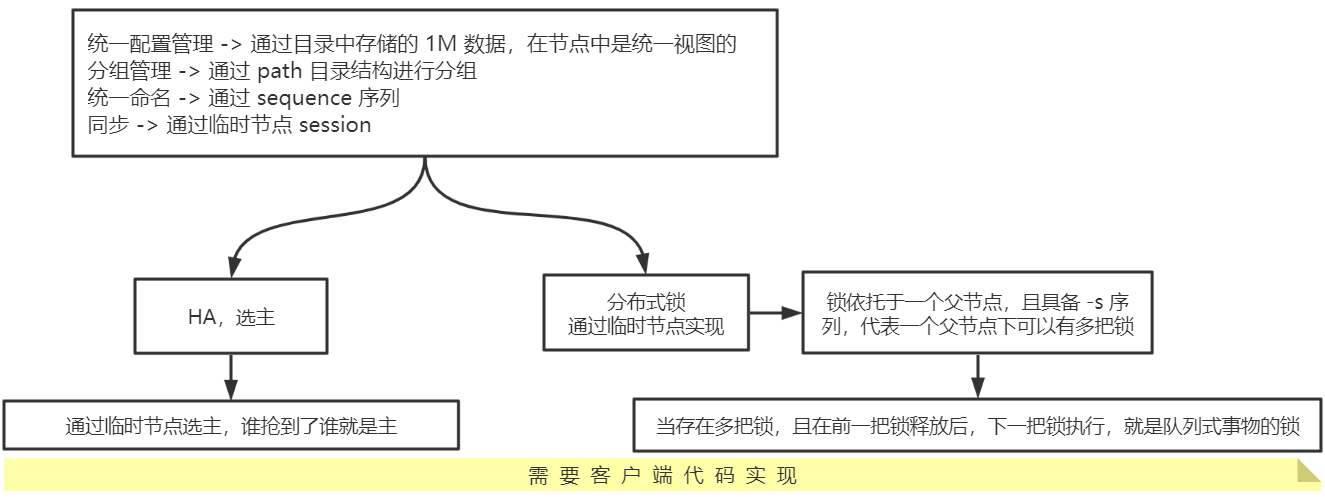 统一配置管理 -> 通过目录中存储的 1M 数据，在节点中是统一视图的
分组管理 -> 通过 path 目录结构进行分组
统一命名 -> 通过 sequence 序列
同步 -> 通过临时节点 session
HA，选主
分布式锁
通过临时节点实现
锁依托于一个父节点，且具备 -s 序
列，代表一个父节点下可以有多把锁
通过临时节点选主，谁抢到了谁就是主
当存在多把锁，且在前一把锁释放后，下一把锁执行，就是队列式事物的锁
需要客户端代码实现